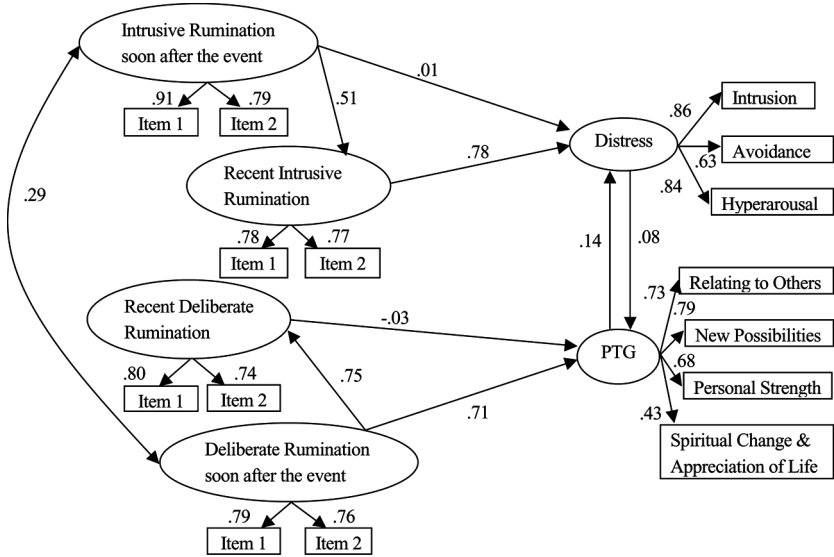 Intrusive Rumination
soon after the event
.91
.79
Item 1
Item 2
.51
.01
Recent Intrusive
Rumination
.78
.77
Item 1
Item 2
.78
.29
Distress
.86
Intrusion
.63
Avoidance
.84
Hyperarousal
.14
.08
Recent Deliberate
Rumination
.80
.74
Item 1
Item 2
-.03
.75
.71
PTG
.73
Relating to Others
.79
New Possibilities
.68
Personal Strength
.43
Spiritual Change &
Appreciation of Life
Deliberate Rumination
soon after the event
.79
.76
Item 1
Item 2